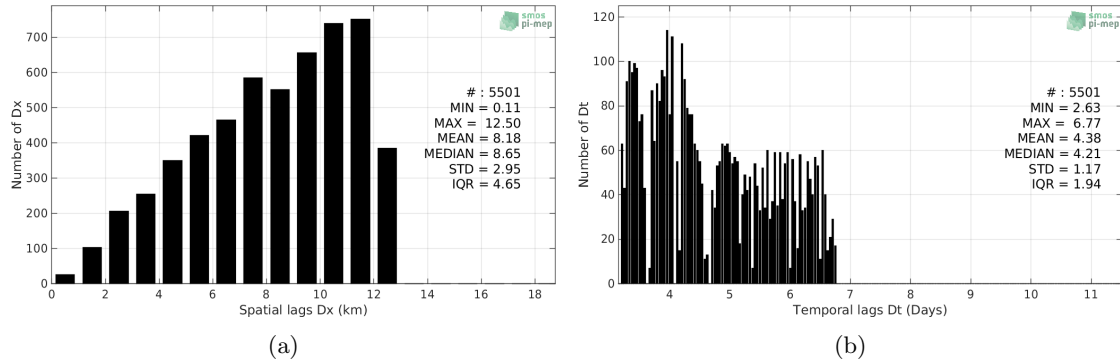 smos
pi-mep
Number of Dx
700
600
500
400
300
200
100
0
# : 5501
MIN = 0.11
MAX = 12.50
MEAN = 8.18
MEDIAN = 8.65
STD = 2.95
IQR = 4.65
0 2 4 6 8 10 12 14 16 18
Spatial lags Dx (km)
(a)
smos
pi-mep
Number of Dt
120
100
80
60
40
20
0
# : 5501
MIN = 2.63
MAX = 6.77
MEAN = 4.38
MEDIAN = 4.21
STD = 1.17
IQR = 1.94
4 5 6 7 8 9 10 11
Temporal lags Dt (Days)
(b)